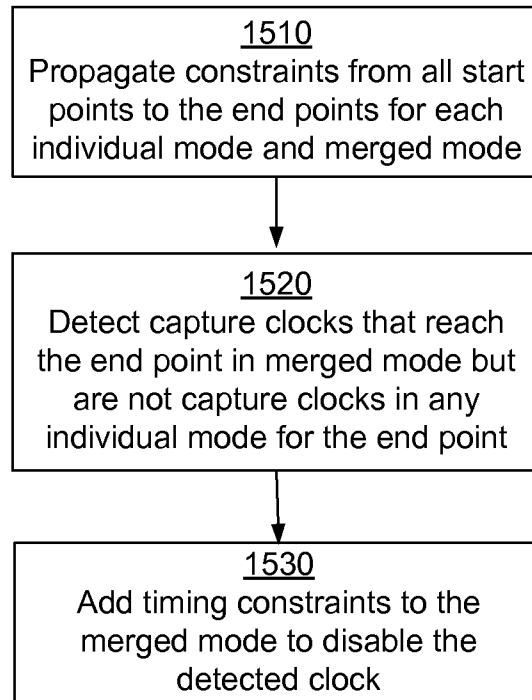 1510
Propagate constraints from all start
points to the end points for each
individual mode and merged mode
1520
Detect capture clocks that reach
the end point in merged mode but
are not capture clocks in any
individual mode for the end point
1530
Add timing constraints to the
merged mode to disable the
detected clock